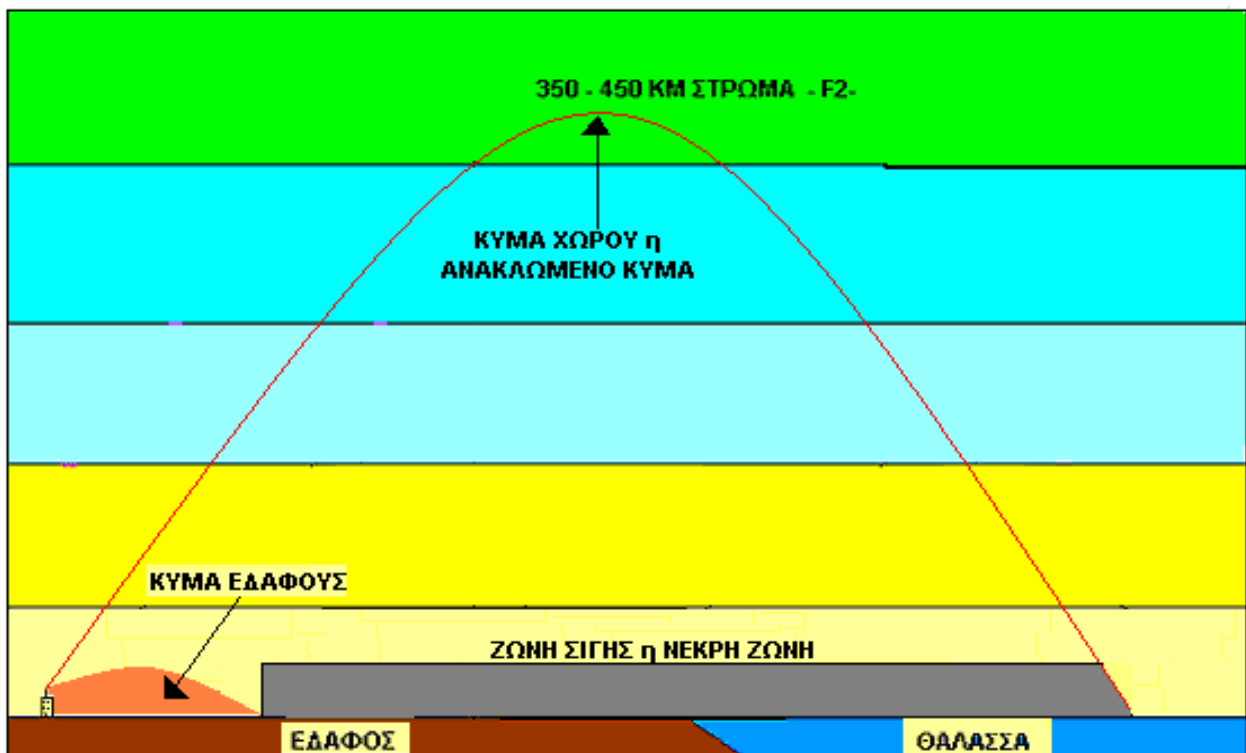 350 - 450 ΚΜ ΣΤΡΩΜΑ - F2-
ΚΥΜΑ ΧΩΡΟΥ η
ΑΝΑΚΛΩΜΕΝΟ ΚΥΜΑ
ΚΥΜΑ ΕΔΑΦΟΥΣ
ΖΩΝΗ ΣΙΓΗΣ η ΝΕΚΡΗ ΖΩΝΗ
ΕΔΑΦΟΣ
ΘΑΛΑΣΣΑ